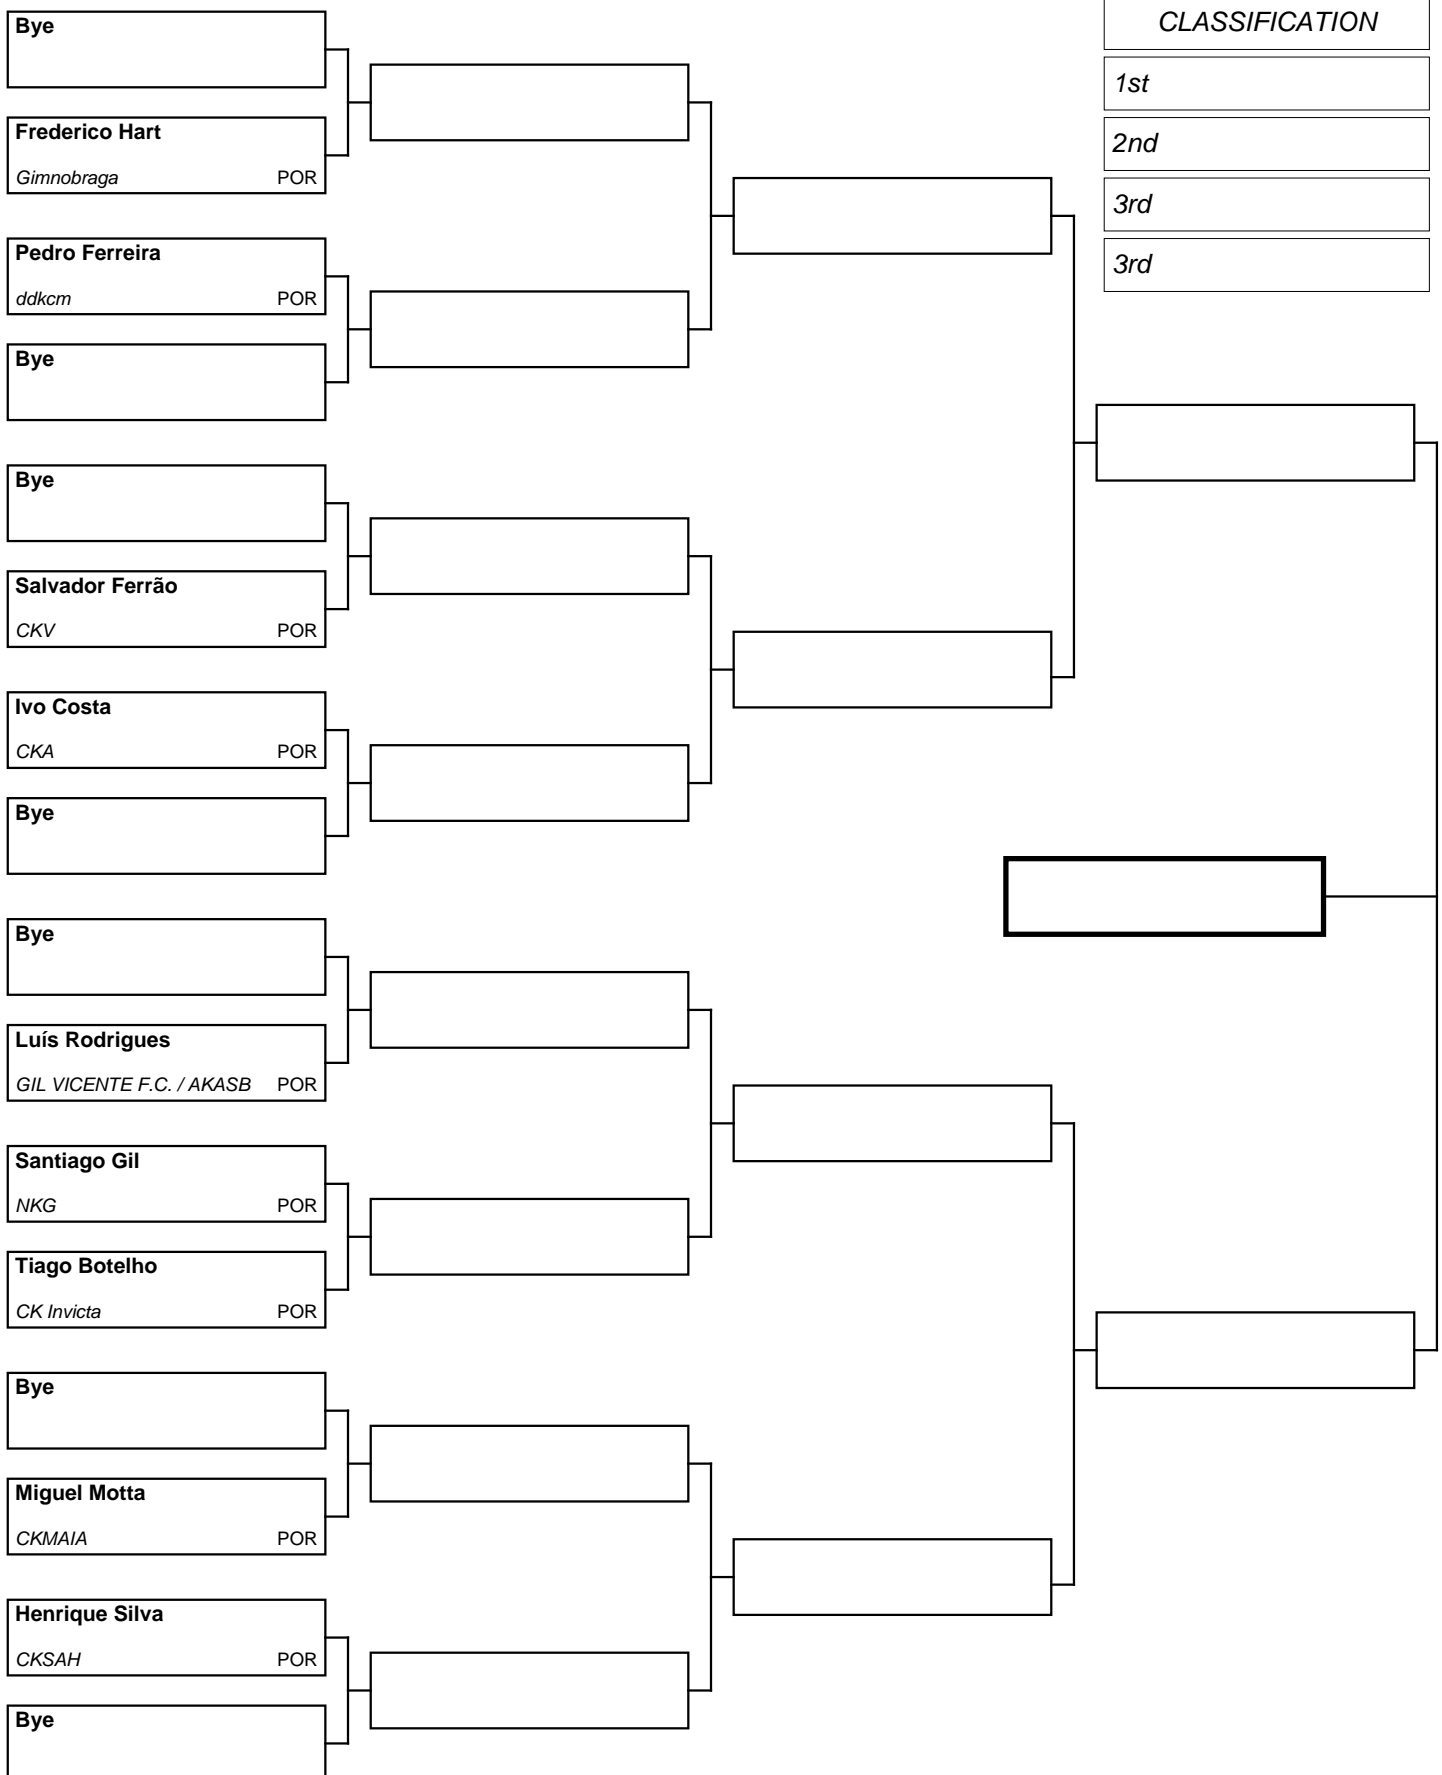 Bye
Frederico Hart
Gimnobraga POR
Pedro Ferreira
ddkcm POR
Bye
Bye
Salvador Ferrão
CKV POR
Ivo Costa
CKA POR
Bye
Bye
Luís Rodrigues
GIL VICENTE F.C. / AKASB POR
Santiago Gil
NKG POR
Tiago Botelho
CK Invicta POR
Bye
Miguel Motta
CKMAIA POR
Henrique Silva
CKSAH POR
Bye
CLASSIFICATION
1st
2nd
3rd
3rd